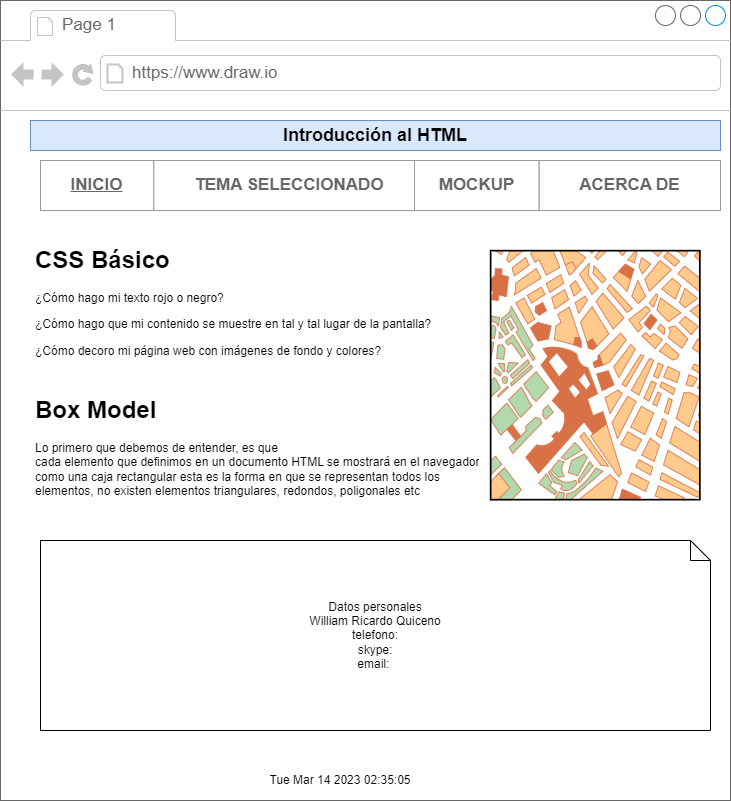 Page 1
https://www.draw.io
Introducción al HTML
INICIO
TEMA SELECCIONADO
MOCKUP
ACERCA DE
CSS Básico
¿Cómo hago mi texto rojo o negro?
¿Cómo hago que mi contenido se muestre en tal y tal lugar de la pantalla?
¿Cómo decoro mi página web con imágenes de fondo y colores?
Box Model
Lo primero que debemos de entender, es que
cada elemento que definimos en un documento HTML se mostrará en el navegador
como una caja rectangular esta es la forma en que se representan todos los
elementos, no existen elementos triangulares, redondos, poligonales etc
Datos personales
William Ricardo Quiceno
telefono:
skype:
email:
Tue Mar 14 2023 02:35:05